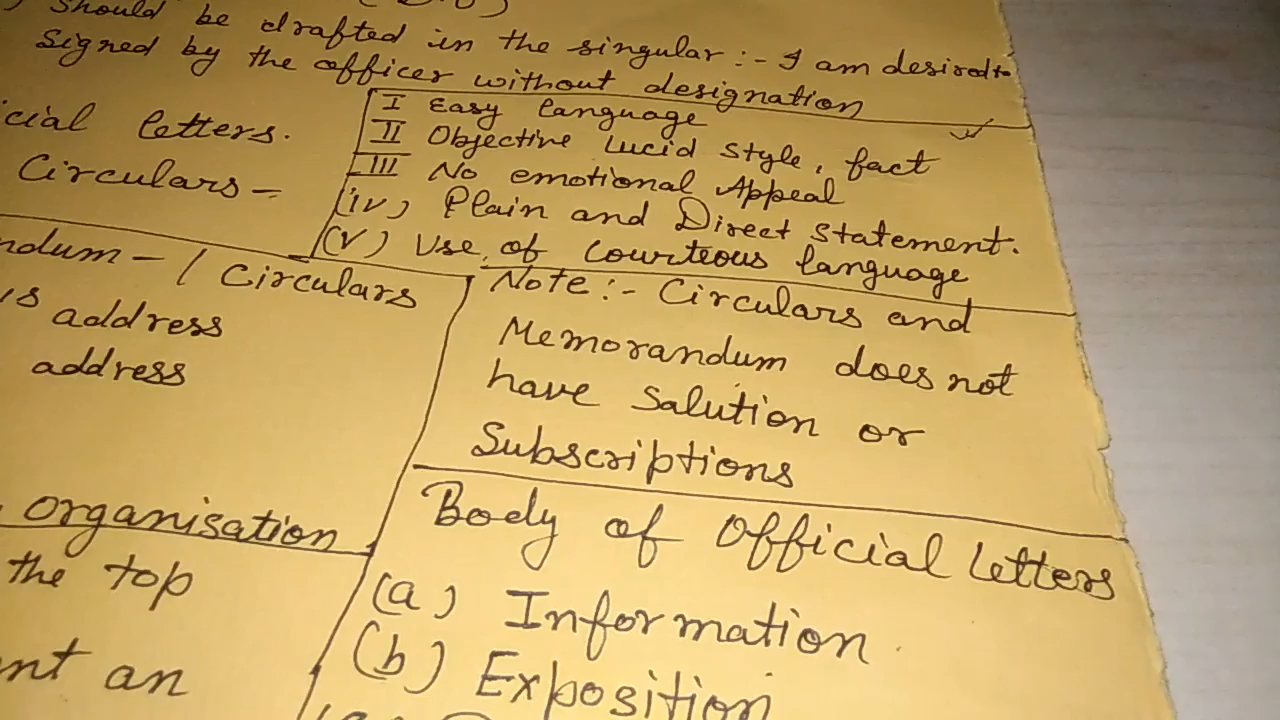 Should be drafted in the singular :- I am desired to
Signed by the officer without designation
I Easy language
II Objective Lucid Style, fact
III No emotional Appeal
(iv) Plain and Direct Statement.
(v) Use of Courteous language
cial letters.
Circulars -
ndum - / Circulars
is address
address
organisation
the top
nt an
Note :- Circulars and
Memorandum does not
have Salution or
Subscriptions
Body of Official Letters
(a) Information
(b) Exposition